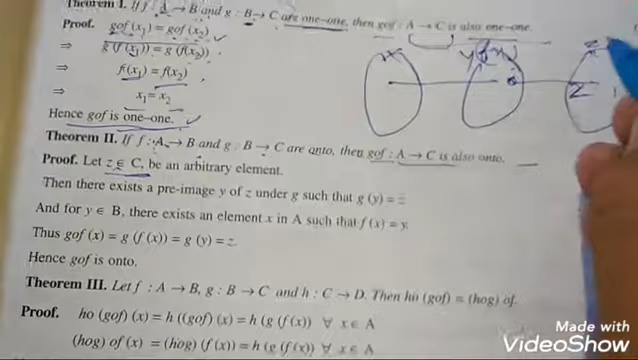 Theorem I. If f : A → B and g : B → C are one–one, then gof : A → C is also one–one.
Proof. gof (x₁) = gof (x₂)
⇒ g (f (x₁)) = g (f(x₂))
⇒ f(x₁) = f(x₂)
⇒ x₁ = x₂
Hence gof is one–one.
Theorem II. If f : A → B and g : B → C are onto, then gof : A → C is also onto.
Proof. Let z ∈ C, be an arbitrary element.
Then there exists a pre-image y of z under g such that g (y) = z
And for y ∈ B, there exists an element x in A such that f (x) = y.
Thus gof (x) = g (f (x)) = g (y) = z.
Hence gof is onto.
Theorem III. Let f : A → B, g : B → C and h : C → D. Then ho (gof) = (hog) of.
Proof. ho (gof) (x) = h ((gof) (x) = h (g (f (x)) ∀ x ∈ A
(hog) of (x) = (hog) (f (x)) = h (g (f (x)) ∀ x ∈ A
Z
Made with
VideoShow